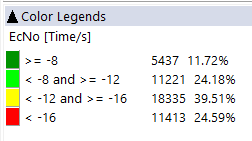 Color Legends
EcNo [Time/s]
>= -8 5437 11.72%
< -8 and >= -12 11221 24.18%
< -12 and >= -16 18335 39.51%
< -16 11413 24.59%